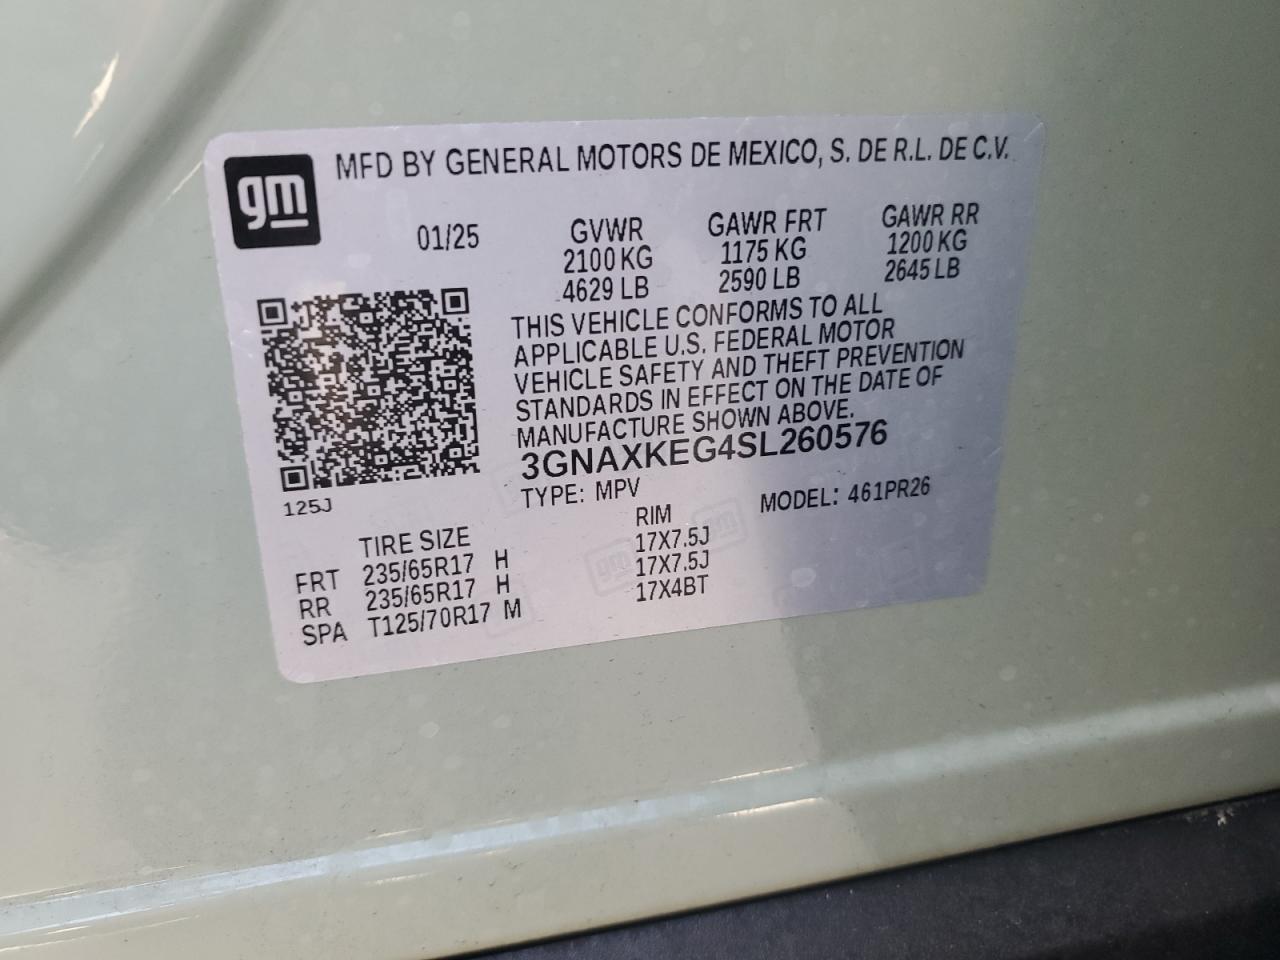 gm
MFD BY GENERAL MOTORS DE MEXICO, S. DE R.L. DE C.V.
01/25 GVWR GAWR FRT GAWR RR
2100 KG 1175 KG 1200 KG
4629 LB 2590 LB 2645 LB
THIS VEHICLE CONFORMS TO ALL
APPLICABLE U.S. FEDERAL MOTOR
VEHICLE SAFETY AND THEFT PREVENTION
STANDARDS IN EFFECT ON THE DATE OF
MANUFACTURE SHOWN ABOVE.
3GNAXKEG4SL260576
125J
TYPE: MPV MODEL: 461PR26
TIRE SIZE RIM
FRT 235/65R17 H 17X7.5J
RR 235/65R17 H 17X7.5J
SPA T125/70R17 M 17X4BT